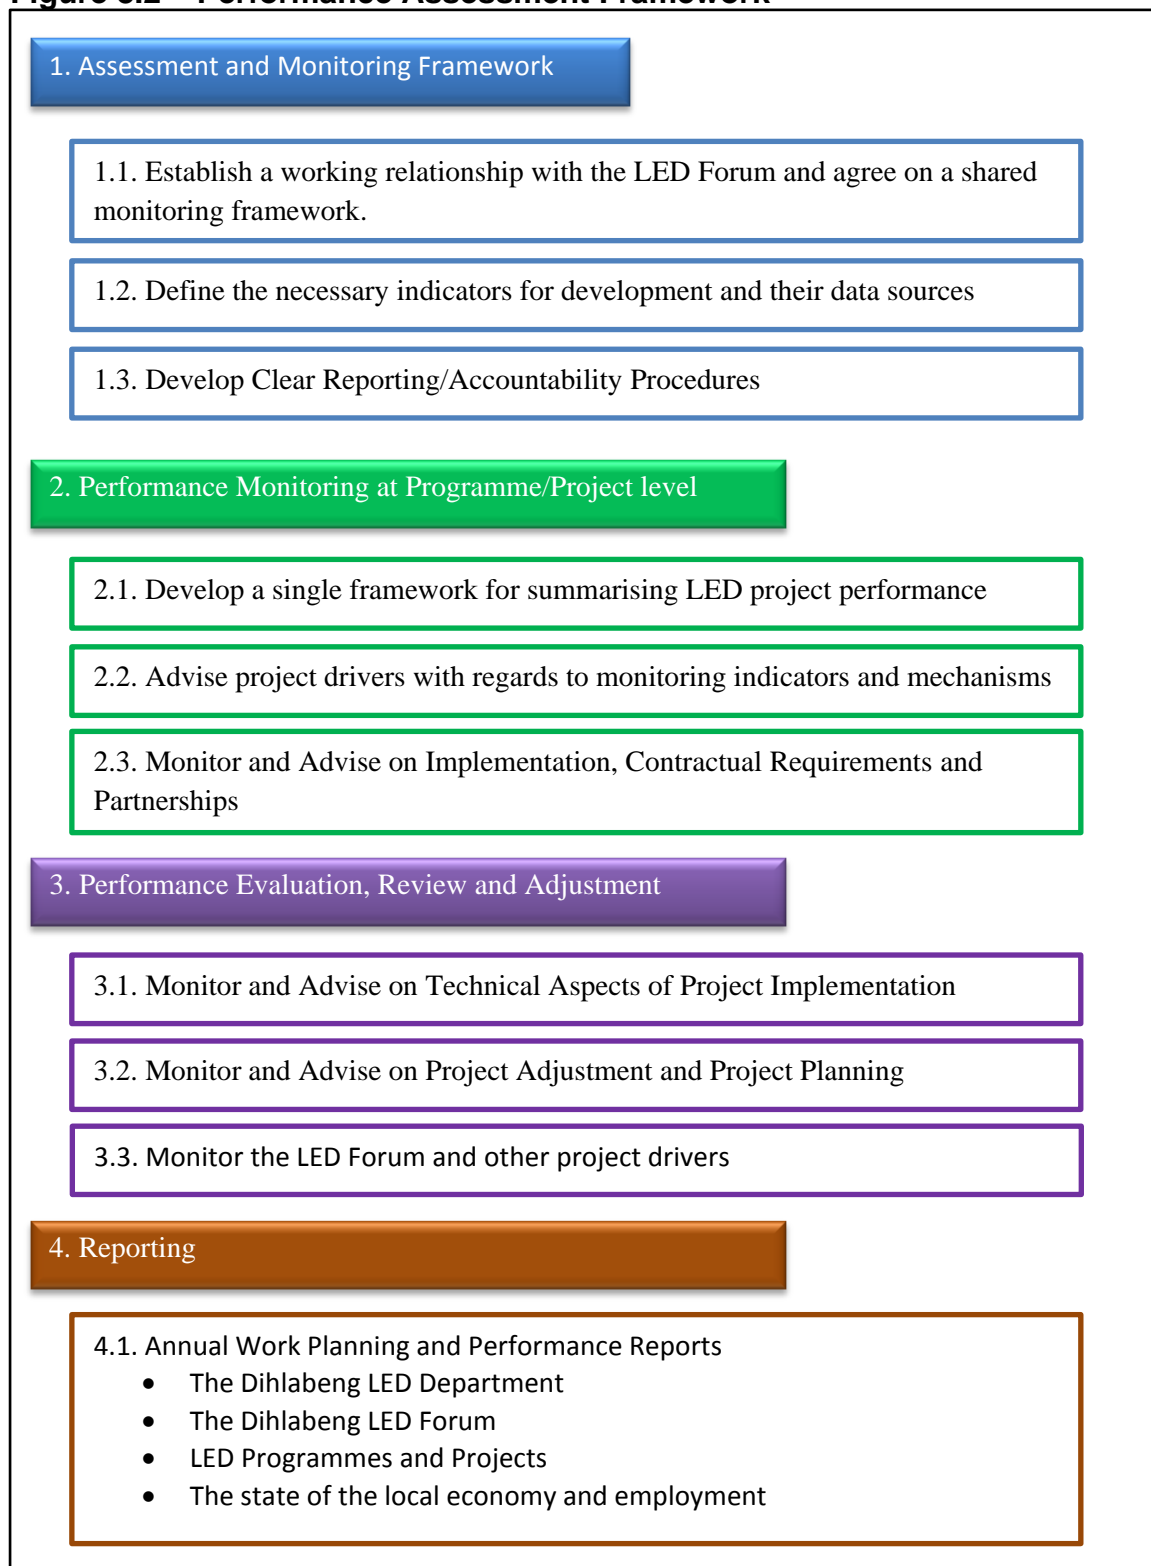 Performance Assessment Framework
1. Assessment and Monitoring Framework
1.1. Establish a working relationship with the LED Forum and agree on a shared
monitoring framework.
1.2. Define the necessary indicators for development and their data sources
1.3. Develop Clear Reporting/Accountability Procedures
2. Performance Monitoring at Programme/Project level
2.1. Develop a single framework for summarising LED project performance
2.2. Advise project drivers with regards to monitoring indicators and mechanisms
2.3. Monitor and Advise on Implementation, Contractual Requirements and
Partnerships
3. Performance Evaluation, Review and Adjustment
3.1. Monitor and Advise on Technical Aspects of Project Implementation
3.2. Monitor and Advise on Project Adjustment and Project Planning
3.3. Monitor the LED Forum and other project drivers
4. Reporting
4.1. Annual Work Planning and Performance Reports
• The Dihlabeng LED Department
• The Dihlabeng LED Forum
• LED Programmes and Projects
• The state of the local economy and employment